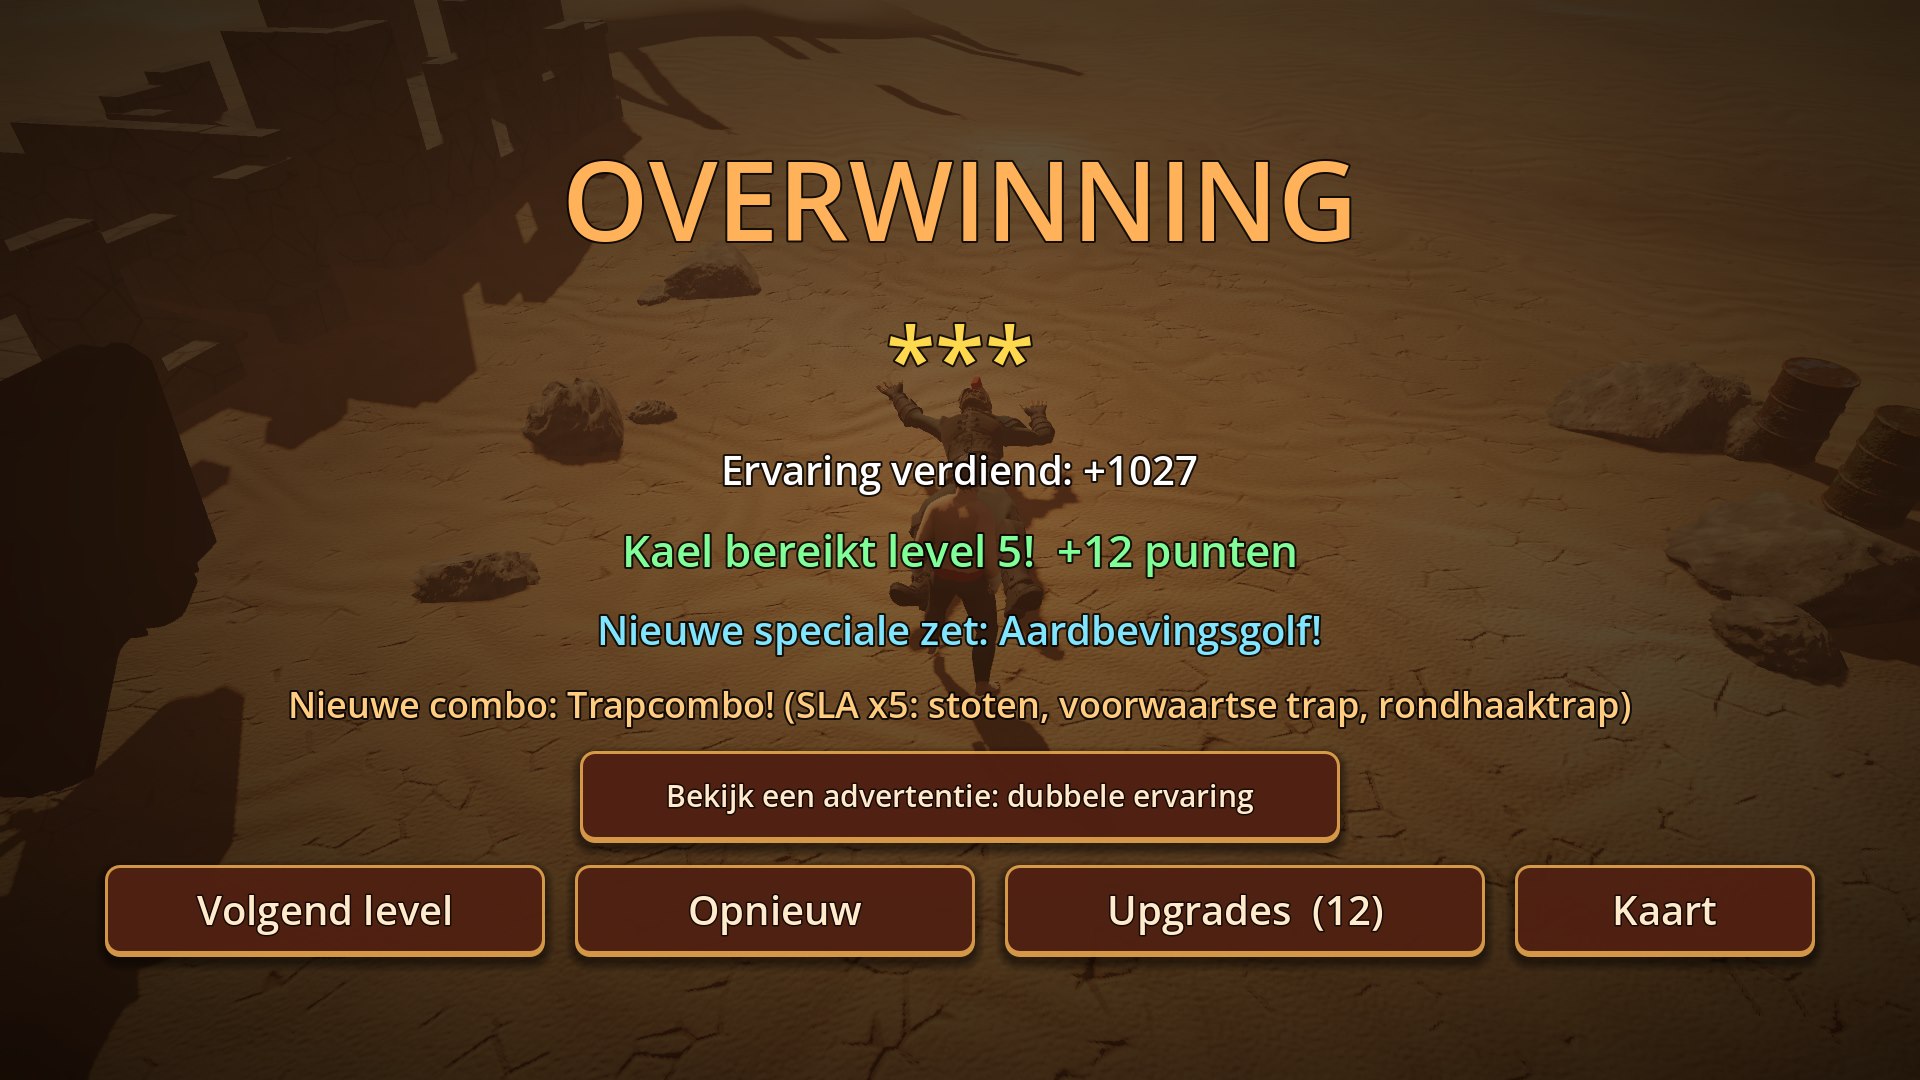 OVERWINNING
***
Ervaring verdiend: +1027
Kael bereikt level 5!  +12 punten
Nieuwe speciale zet: Aardbevingsgolf!
Nieuwe combo: Trapcombo! (SLA x5: stoten, voorwaartse trap, rondhaaktrap)
Bekijk een advertentie: dubbele ervaring
Volgend level
Opnieuw
Upgrades  (12)
Kaart